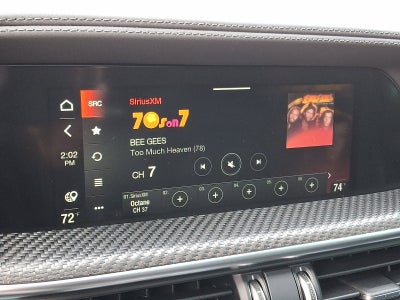 SRC
SiriusXM
70s on 7
BEE GEES
Too Much Heaven (78)
2:02
PM
CH 7
01.SiriusXM
02.
03.
04.
05.
06.
Octane
CH 37
72°F
74°F